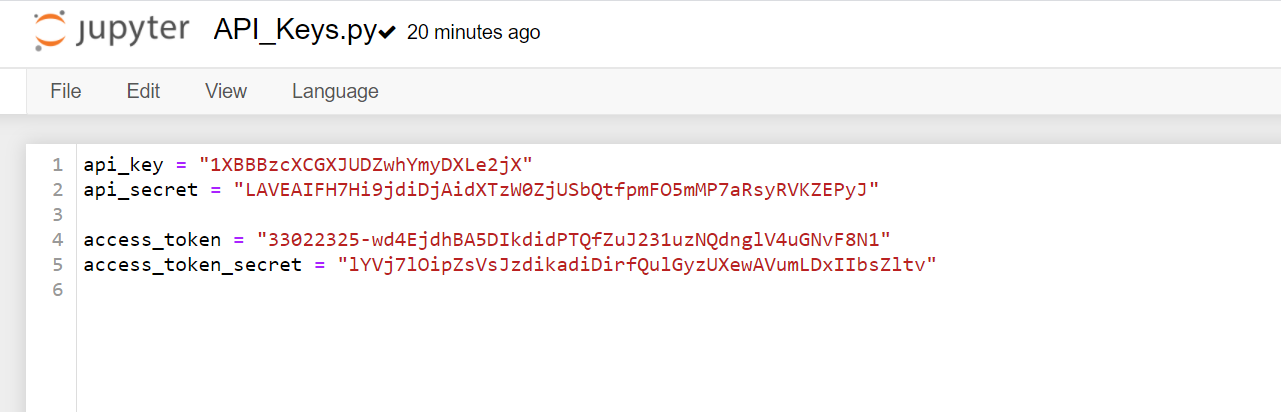 jupyter API_Keys.py✔ 20 minutes ago
File Edit View Language
1 api_key = "1XBBBzcXCGXJUDZwhYmyDXLe2jX"
2 api_secret = "LAVEAIFH7Hi9jdiDjAidXTzW0ZjUSbQtfpmFO5mMP7aRsyRVKZEPyJ"
3
4 access_token = "33022325-wd4EjdhBA5DIkdidPTQfZuJ231uzNQdnglV4uGNvF8N1"
5 access_token_secret = "lYVj7lOipZsVsJzdikadiDirfQulGyzUXewAVumLDxIIbsZltv"
6